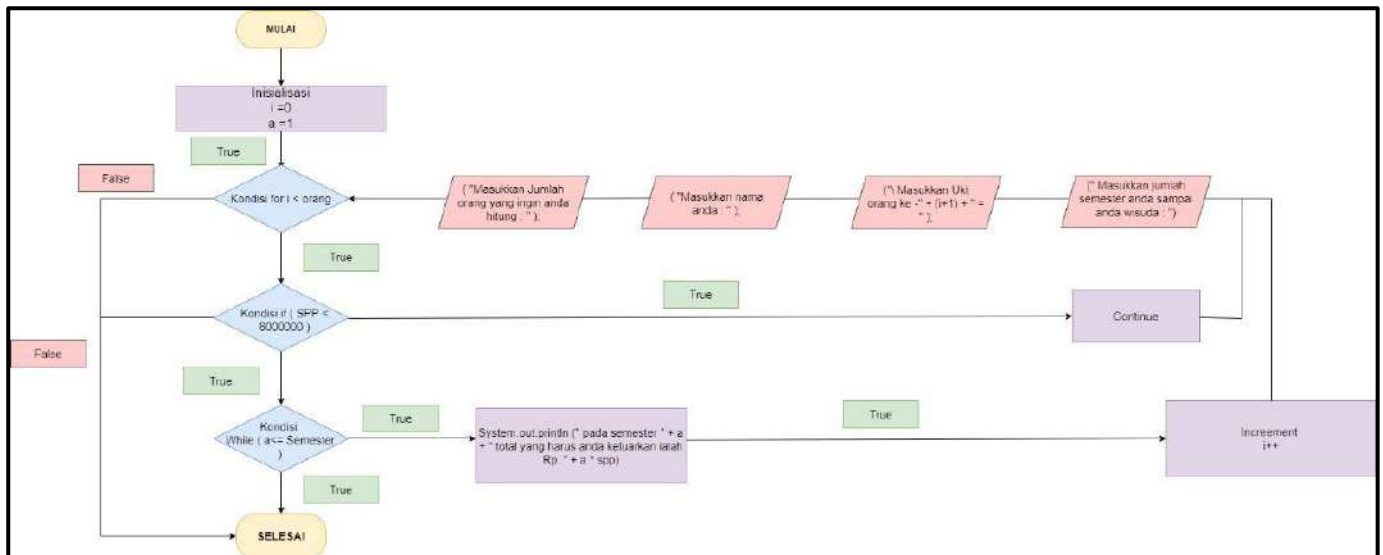 MULAI
Inisialisasi
i =0
a =1
True
False
Kondisi for i < orang
( "Masukkan Jumlah
orang yang ingin anda
hitung : " );
( "Masukkan nama
anda : " );
("\ Masukkan Ukt
orang ke -" + (i+1) + " =
" );
(" Masukkan jumlah
semester anda sampai
anda wisuda : ")
True
True
Kondisi if ( SPP <
6000000 )
Continue
False
True
Kondisi
While ( a<= Semester
)
True
System.out.println (" pada semester " + a
+ " total yang harus anda keluarkan ialah
Rp. " + a * spp)
True
Increement
i++
True
SELESAI